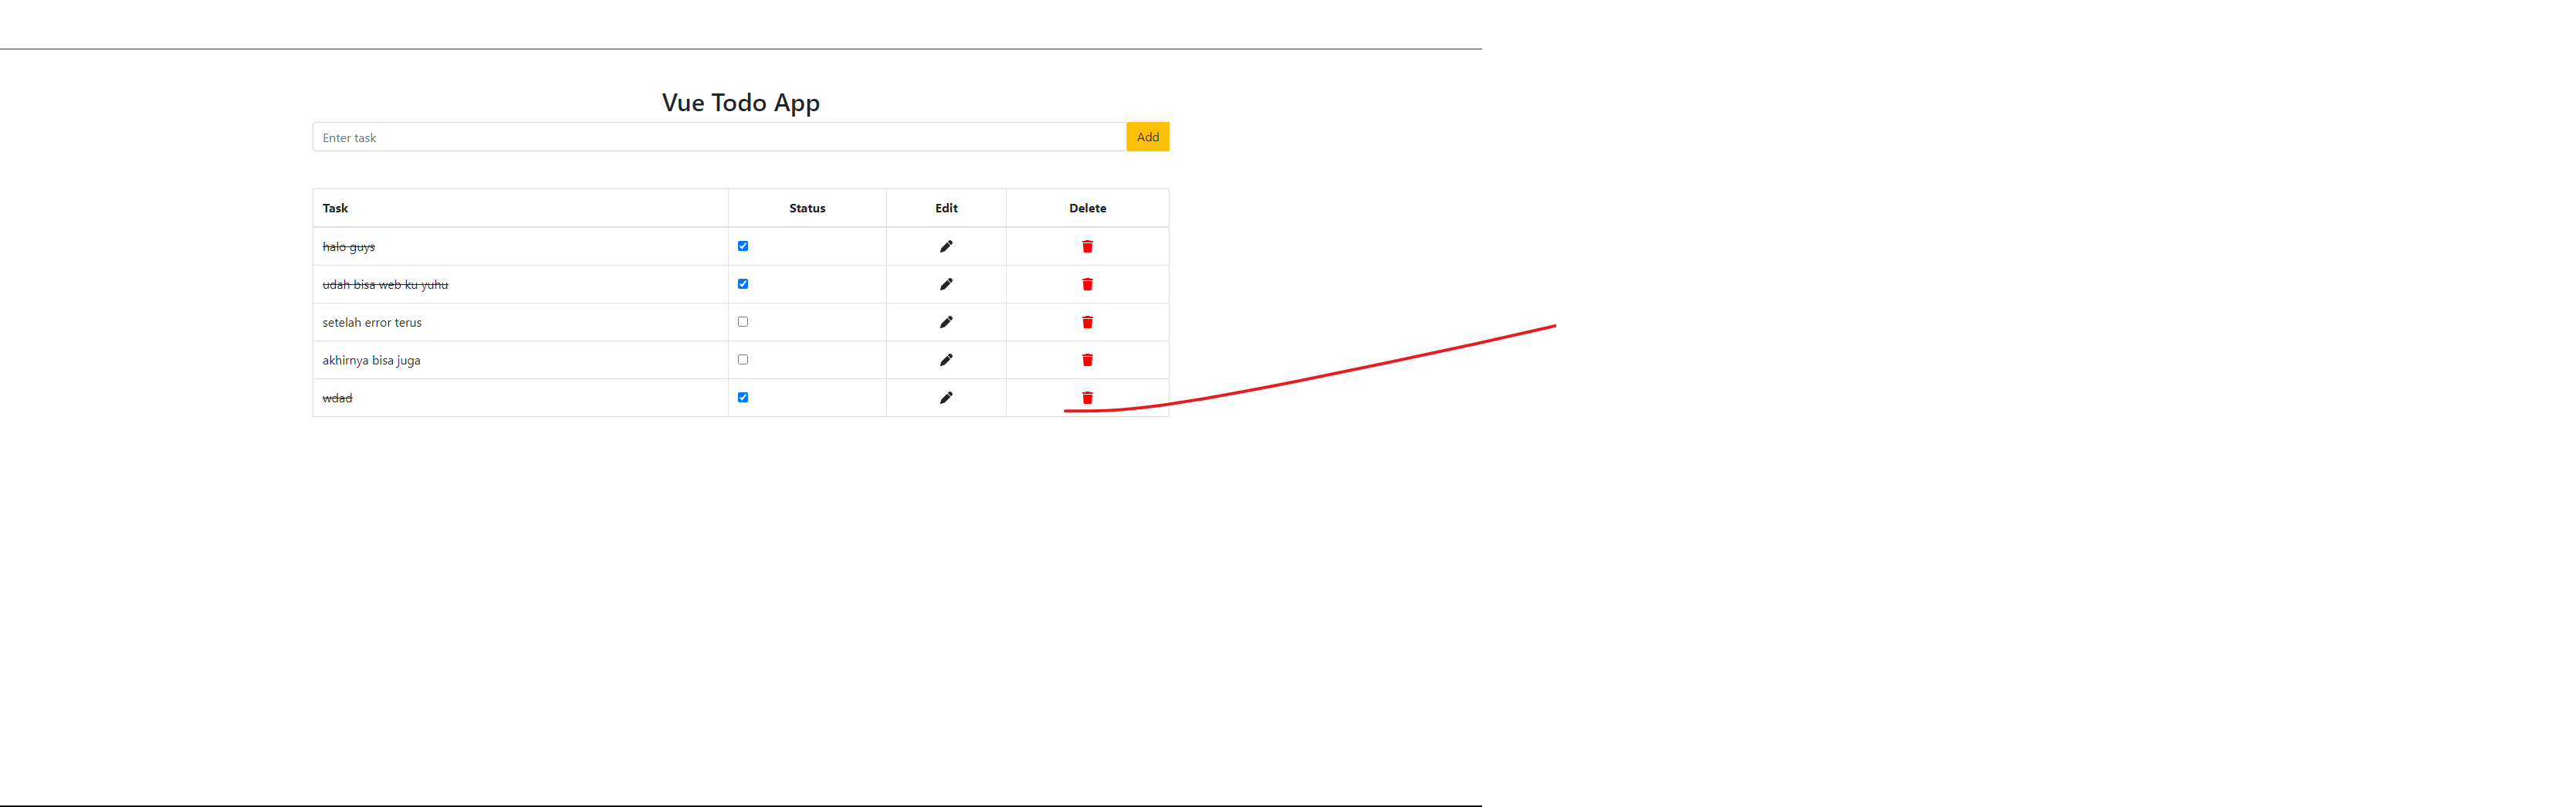 Vue Todo App
Enter task Add
Task Status Edit Delete
halo guys
udah bisa web ku yuhu
setelah error terus
akhirnya bisa juga
wdad